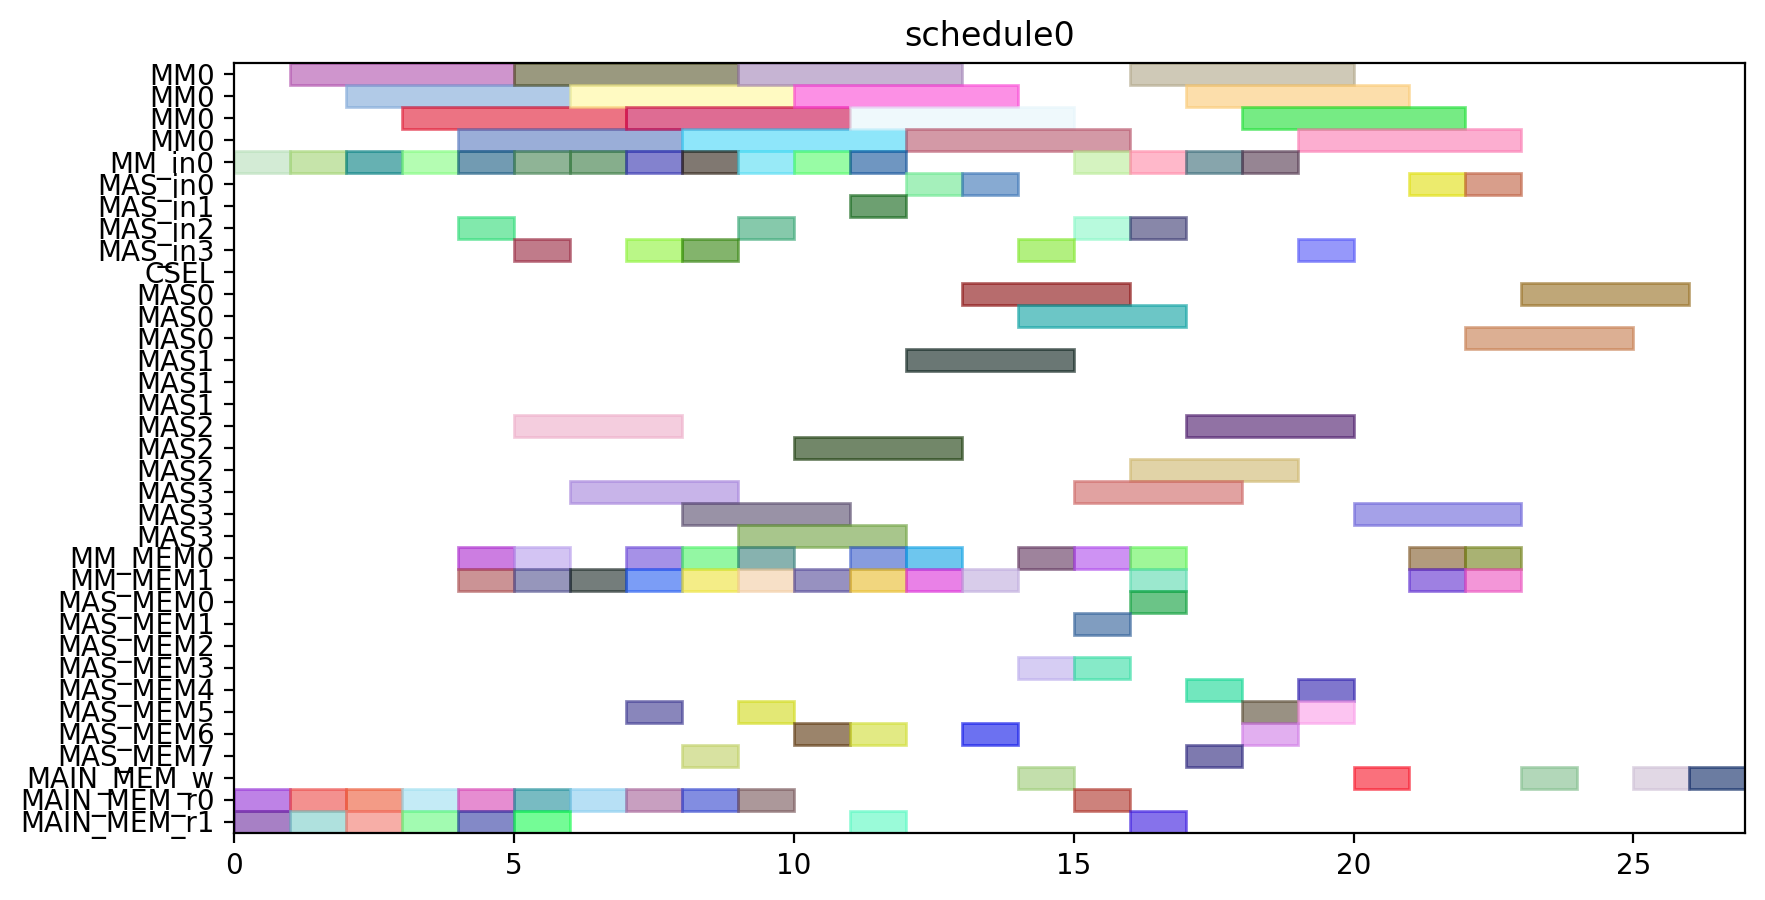 schedule0
MM0
MM0
MM0
MM0
MM_in0
MAS_in0
MAS_in1
MAS_in2
MAS_in3
CSEL
MAS0
MAS0
MAS0
MAS1
MAS1
MAS1
MAS2
MAS2
MAS2
MAS3
MAS3
MAS3
MM_MEM0
MM_MEM1
MAS_MEM0
MAS_MEM1
MAS_MEM2
MAS_MEM3
MAS_MEM4
MAS_MEM5
MAS_MEM6
MAS_MEM7
MAIN_MEM_w
MAIN_MEM_r0
MAIN_MEM_r1
0 5 10 15 20 25